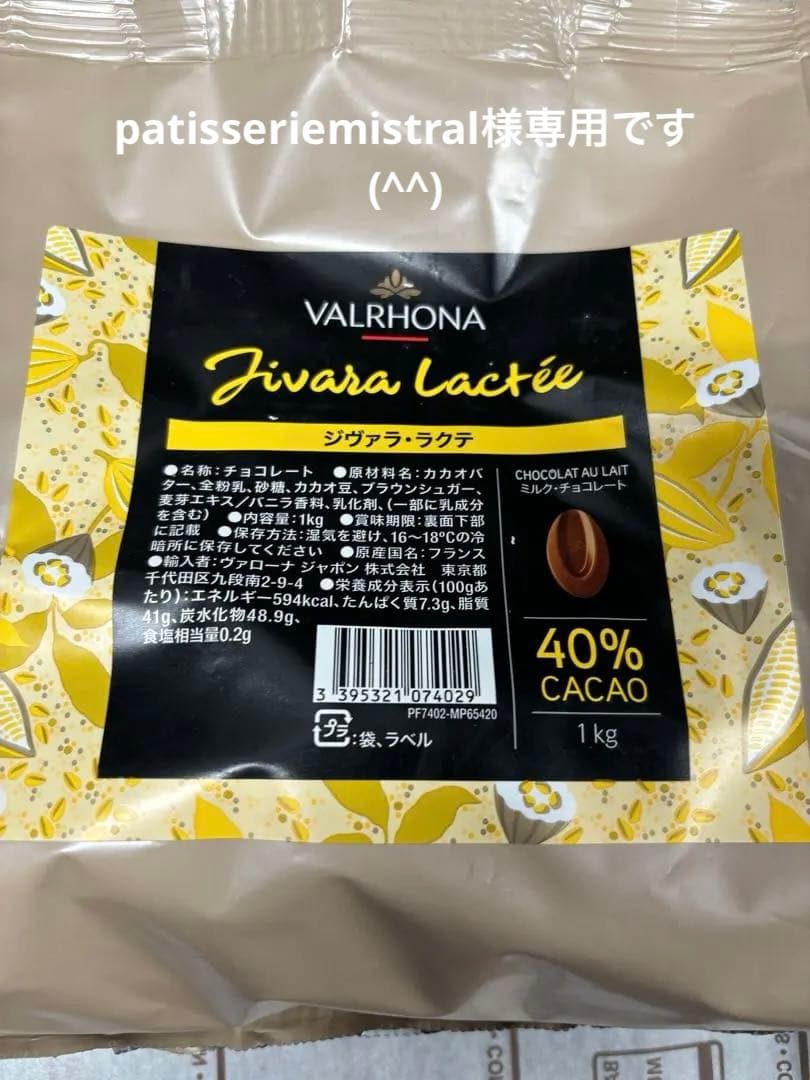 patisseriemistral様専用です
(^^)
VALRHONA
Jivara Lactée
ジヴァラ・ラクテ
●名称:チョコレート ●原材料名:カカオバ
ター、全粉乳、砂糖、カカオ豆、ブラウンシュガー、
麦芽エキス/バニラ香料、乳化剤、(一部に乳成分
を含む) ●内容量:1kg ●賞味期限:裏面下部
に記載 ●保存方法:湿気を避け、16〜18℃の冷
暗所に保存してください ●原産国名:フランス
●輸入者:ヴァローナ ジャポン 株式会社 東京都
千代田区九段南2-9-4 ●栄養成分表示(100gあ
たり):エネルギー594kcal、たんぱく質7.3g、脂質
41g、炭水化物48.9g、
食塩相当量0.2g
3 395321 074029
PF7402-MP65420
プラ:袋、ラベル
CHOCOLAT AU LAIT
ミルク・チョコレート
40%
CACAO
1 kg